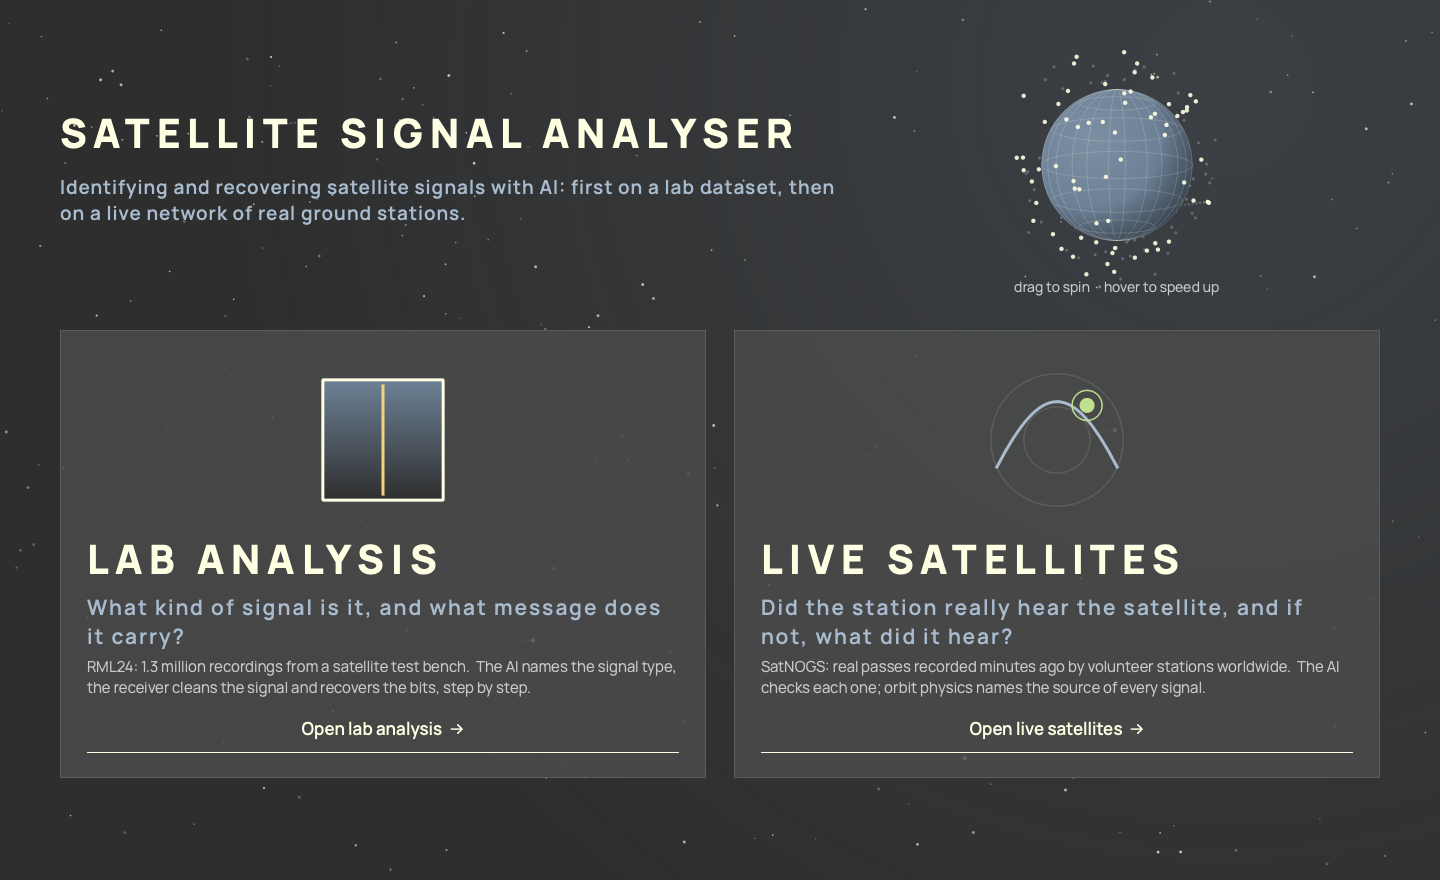 SATELLITE SIGNAL ANALYSER
Identifying and recovering satellite signals with AI: first on a lab dataset, then
on a live network of real ground stations.
drag to spin · hover to speed up
LAB ANALYSIS
What kind of signal is it, and what message does
it carry?
RML24: 1.3 million recordings from a satellite test bench. The AI names the signal type,
the receiver cleans the signal and recovers the bits, step by step.
Open lab analysis →
LIVE SATELLITES
Did the station really hear the satellite, and if
not, what did it hear?
SatNOGS: real passes recorded minutes ago by volunteer stations worldwide. The AI
checks each one; orbit physics names the source of every signal.
Open live satellites →